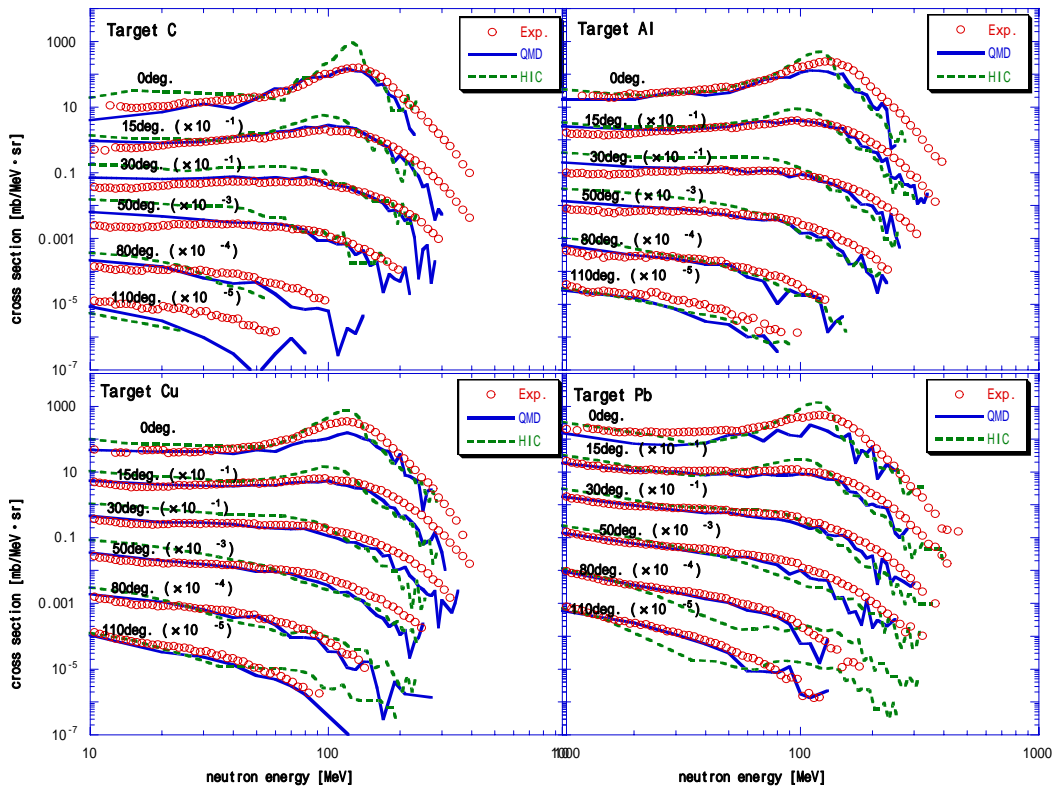 Target C
Exp.
QMD
HIC
1000
10
0.1
0.001
10-5
10-7
cross section [mb/MeV・sr]
0deg.
15deg. (×10 -1)
30deg. (×10 -1)
50deg. (×10 -3)
80deg. (×10 -4)
110deg. (×10 -5)
Target Al
Exp.
QMD
HIC
0deg.
15deg. (×10 -1)
30deg. (×10 -1)
50deg. (×10 -3)
80deg. (×10 -4)
110deg. (×10 -5)
Target Cu
Exp.
QMD
HIC
1000
10
0.1
0.001
10-5
10-7
cross section [mb/MeV・sr]
0deg.
15deg. (×10 -1)
30deg. (×10 -1)
50deg. (×10 -3)
80deg. (×10 -4)
110deg. (×10 -5)
10
100
neutron energy [MeV]
Target Pb
Exp.
QMD
HIC
0deg.
15deg. (×10 -1)
30deg. (×10 -1)
50deg. (×10 -3)
80deg. (×10 -4)
110deg. (×10 -5)
100
1000
neutron energy [MeV]